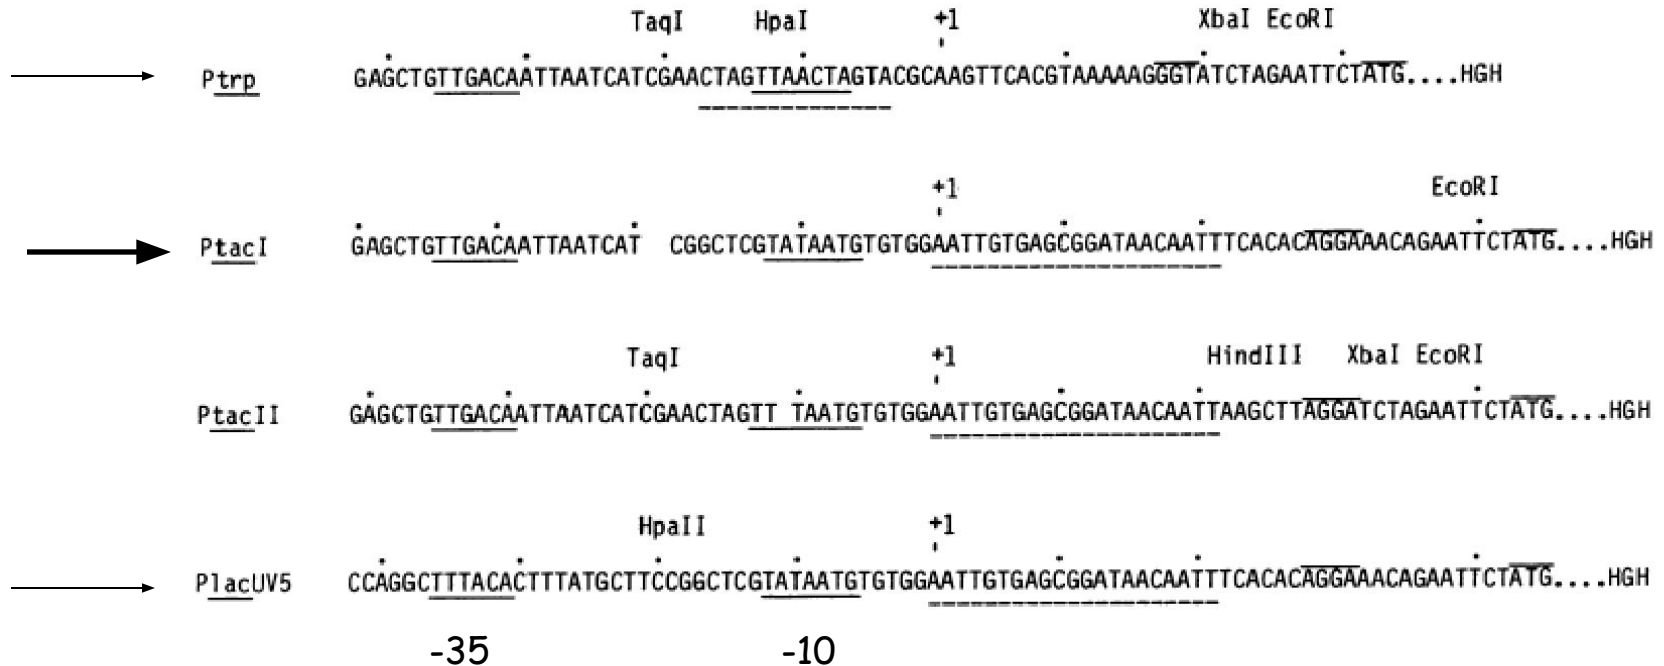 TaqI HpaI +1 XbaI EcoRI
Ptrp GAGCTGTTGACAATTAATCATCGAACTAGTTAACTAGTACGCAAGTTCACGTAAAAAGGGTATCTAGAATTCTATG....HGH
+1 EcoRI
PtacI GAGCTGTTGACAATTAATCAT CGGCTCGTATAATGTGTGGAATTGTGAGCGGATAACAATTTCACACAGGAAACAGAATTCTATG....HGH
TaqI +1 HindIII XbaI EcoRI
PtacII GAGCTGTTGACAATTAATCATCGAACTAGTT TAATGTGTGGAATTGTGAGCGGATAACAATTAAGCTTAGGATCTAGAATTCTATG....HGH
HpaII +1
PlacUV5 CCAGGCTTTACACTTTATGCTTCCGGCTCGTATAATGTGTGGAATTGTGAGCGGATAACAATTTCACACAGGAAACAGAATTCTATG....HGH
-35 -10